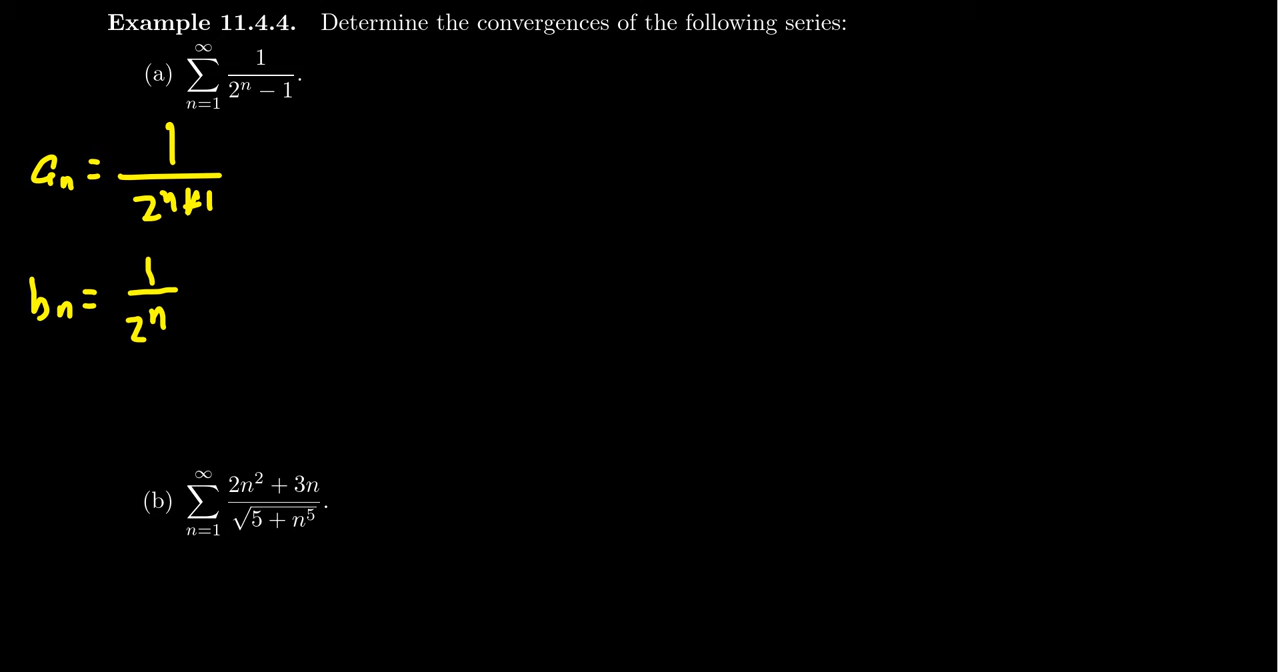 Example 11.4.4. Determine the convergences of the following series:
(a) \sum_{n=1}^{\infty} \frac{1}{2^n - 1}.
a_n = \frac{1}{2^n - 1}
b_n = \frac{1}{2^n}
(b) \sum_{n=1}^{\infty} \frac{2n^2 + 3n}{\sqrt{5 + n^5}}.